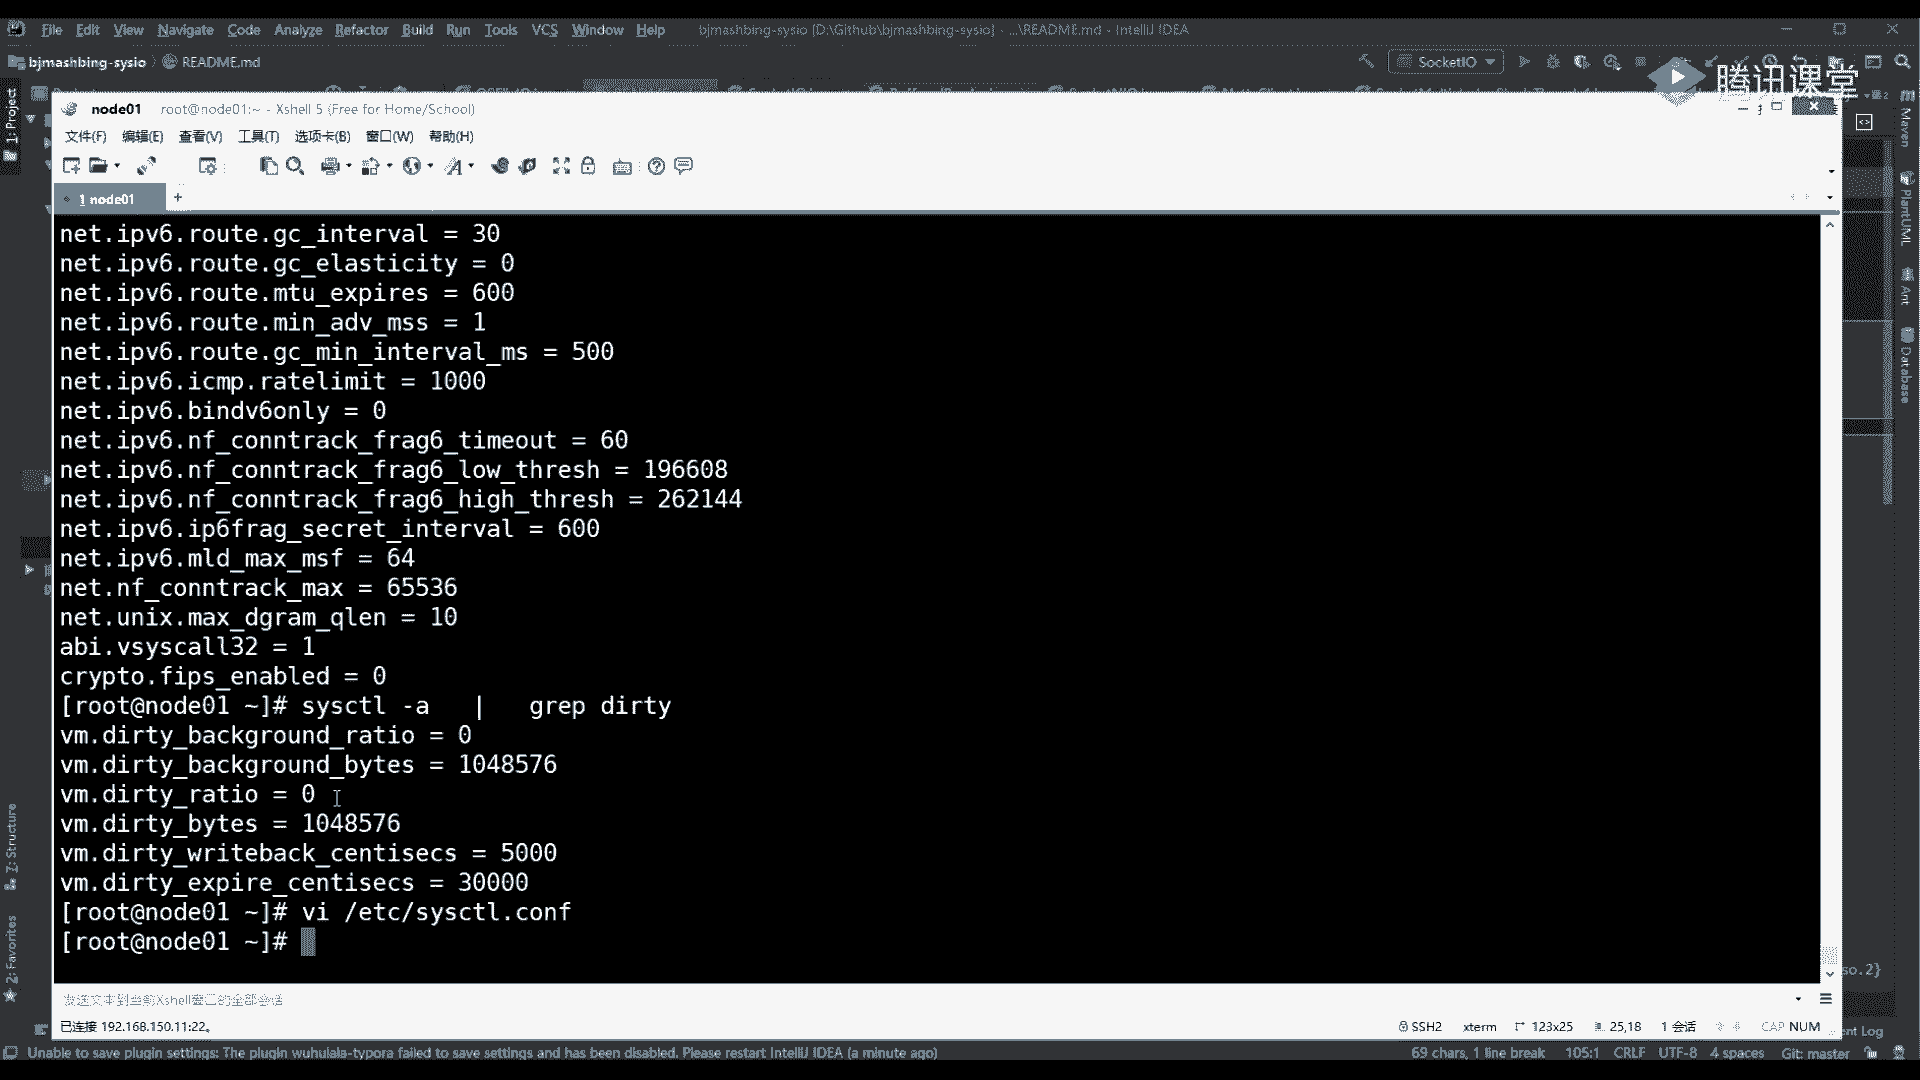 File Edit View Navigate Code Analyze Refactor Build Run Tools VCS Window Help bjmashbing-sysio [D:\Github\bjmashbing-sysio] - ...\README.md - IntelliJ IDEA
bjmashbing-sysio README.md SocketIO
腾讯课堂
1: Project
node01 root@node01:~ - Xshell 5 (Free for Home/School)
文件(F) 编辑(E) 查看(V) 工具(T) 选项卡(B) 窗口(W) 帮助(H)
1 node01 +
net.ipv6.route.gc_interval = 30
net.ipv6.route.gc_elasticity = 0
net.ipv6.route.mtu_expires = 600
net.ipv6.route.min_adv_mss = 1
net.ipv6.route.gc_min_interval_ms = 500
net.ipv6.icmp.ratelimit = 1000
net.ipv6.bindv6only = 0
net.ipv6.nf_conntrack_frag6_timeout = 60
net.ipv6.nf_conntrack_frag6_low_thresh = 196608
net.ipv6.nf_conntrack_frag6_high_thresh = 262144
net.ipv6.ip6frag_secret_interval = 600
net.ipv6.mld_max_msf = 64
net.nf_conntrack_max = 65536
net.unix.max_dgram_qlen = 10
abi.vsyscall32 = 1
crypto.fips_enabled = 0
[root@node01 ~]# sysctl -a   |   grep dirty
vm.dirty_background_ratio = 0
vm.dirty_background_bytes = 1048576
vm.dirty_ratio = 0
vm.dirty_bytes = 1048576
vm.dirty_writeback_centisecs = 5000
vm.dirty_expire_centisecs = 30000
[root@node01 ~]# vi /etc/sysctl.conf
[root@node01 ~]#
发送文本到当前Xshell窗口的全部会话
已连接 192.168.150.11:22。 SSH2 xterm 123x25 25,18 1 会话 CAP NUM
Maven
PlantUML
Ant
Database
so.2}
Z: Structure
2: Favorites
ent Log
Unable to save plugin settings: The plugin wuhulala-typora failed to save settings and has been disabled. Please restart IntelliJ IDEA (a minute ago) 69 chars, 1 line break 105:1 CRLF UTF-8 4 spaces Git: master